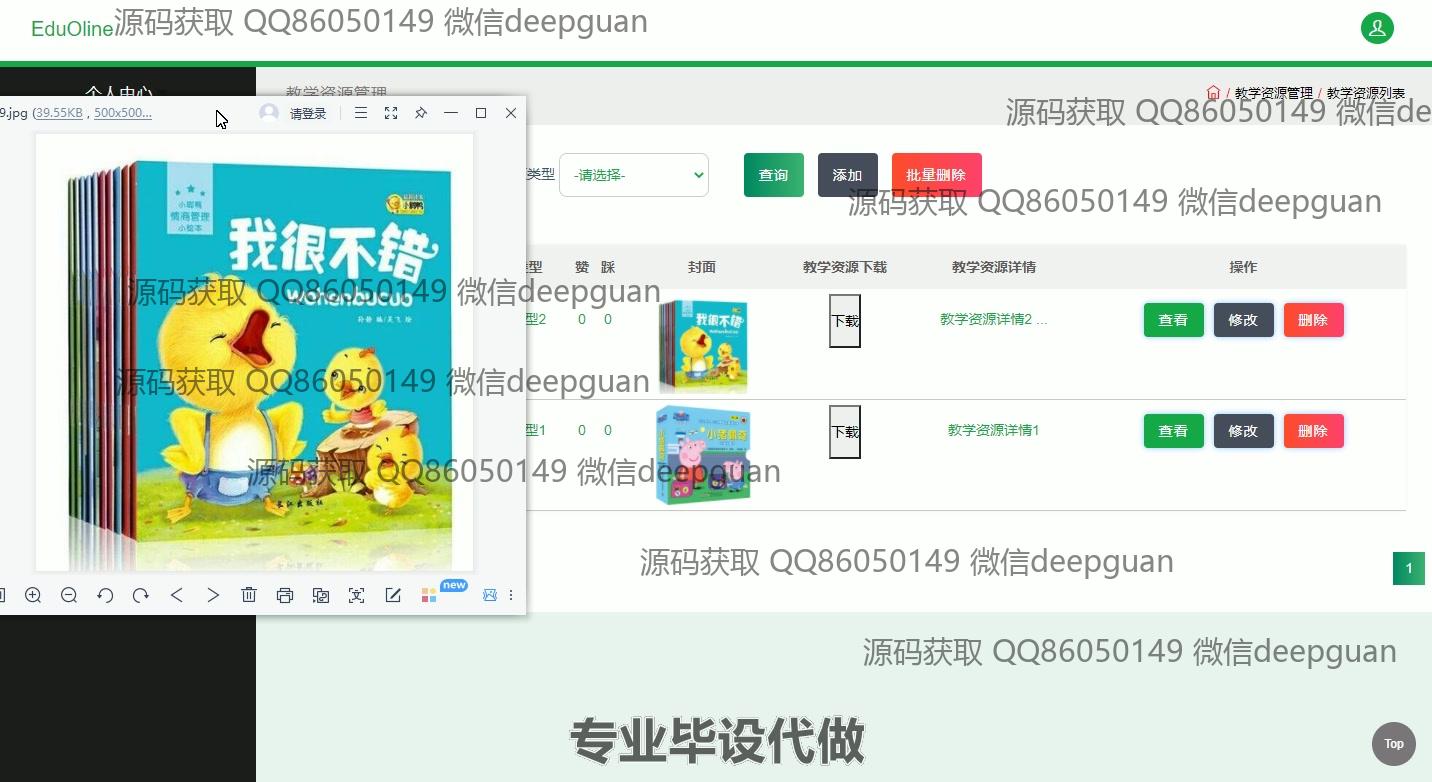 EduOline
源码获取 QQ86050149 微信deepguan
个人中心
教学资源管理
/ 教学资源管理 / 教学资源列表
源码获取 QQ86050149 微信de
9.jpg (39.55KB , 500x500...
请登录
类型
-请选择-
查询
添加
批量删除
源码获取 QQ86050149 微信deepguan
小脚鸭
情商管理
小绘本
我很不错
wohenbucuo
孙静 编/吴飞 绘
长江出版社
型
赞
踩
封面
教学资源下载
教学资源详情
操作
源码获取 QQ86050149 微信deepguan
型2
0
0
我很不错
下载
教学资源详情2 ...
查看
修改
删除
源码获取 QQ86050149 微信deepguan
型1
0
0
小猪佩奇
下载
教学资源详情1
查看
修改
删除
源码获取 QQ86050149 微信deepguan
源码获取 QQ86050149 微信deepguan
1
new
源码获取 QQ86050149 微信deepguan
专业毕设代做
Top